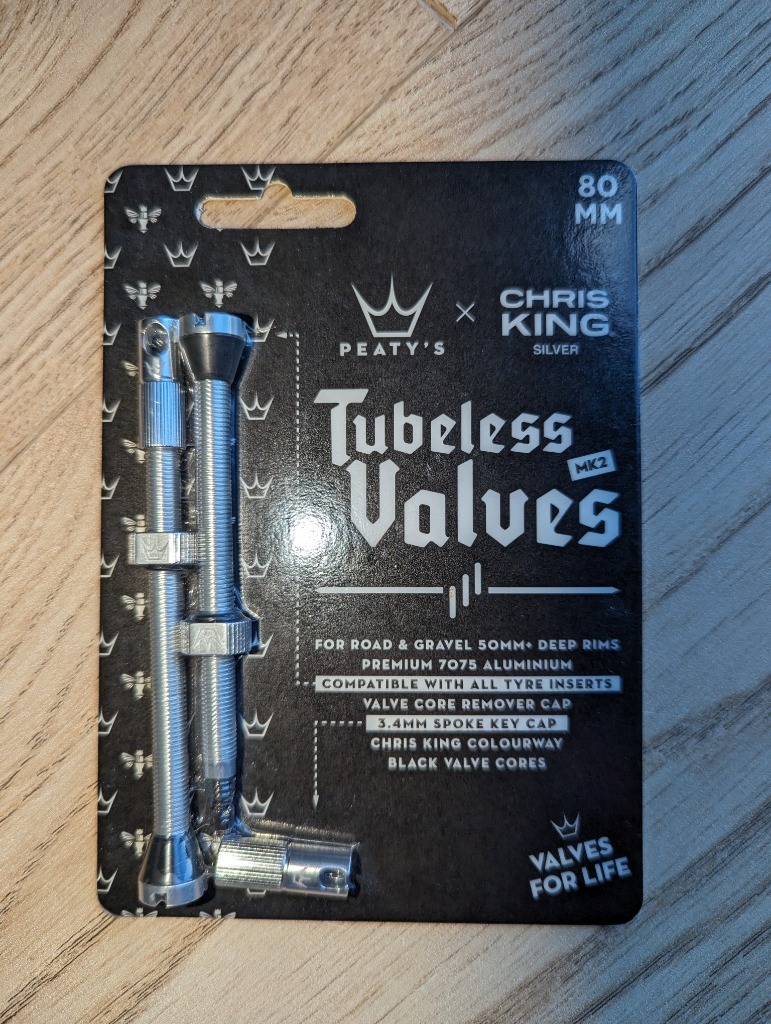 80
MM
PEATY'S
×
CHRIS
KING
SILVER
Tubeless
MK2
Valves
FOR ROAD & GRAVEL 50MM+ DEEP RIMS
PREMIUM 7075 ALUMINIUM
COMPATIBLE WITH ALL TYRE INSERTS
VALVE CORE REMOVER CAP
3.4MM SPOKE KEY CAP
CHRIS KING COLOURWAY
BLACK VALVE CORES
VALVES
FOR LIFE